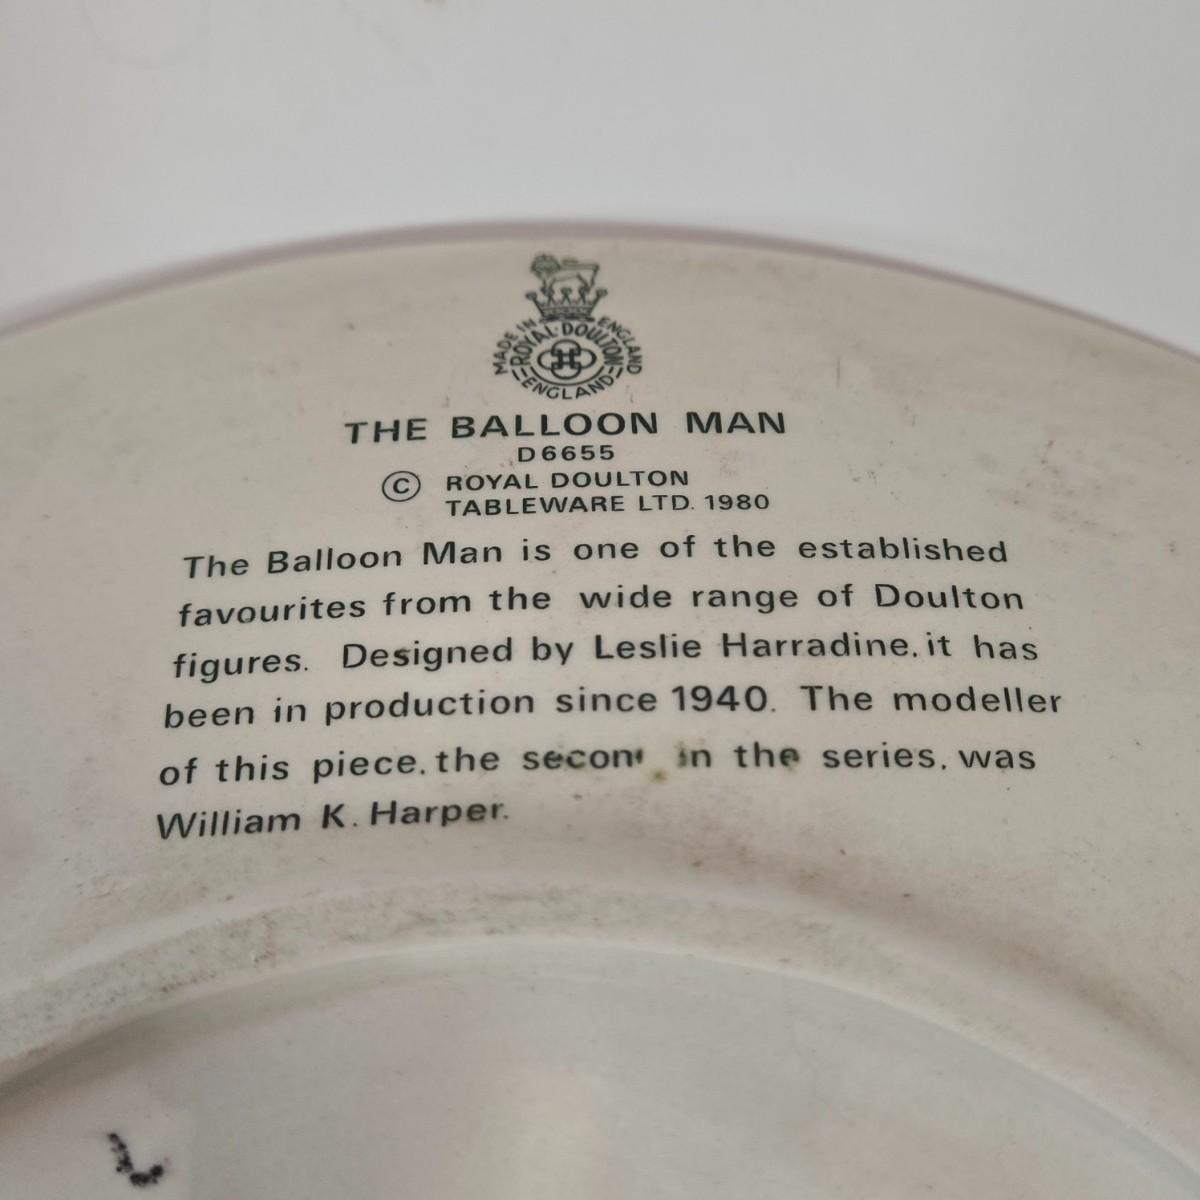 MADE IN ENGLAND
ROYAL·DOULTON
ENGLAND
THE BALLOON MAN
D6655
© ROYAL DOULTON
TABLEWARE LTD. 1980
The Balloon Man is one of the established
favourites from the wide range of Doulton
figures. Designed by Leslie Harradine, it has
been in production since 1940. The modeller
of this piece, the second in the series, was
William K. Harper.